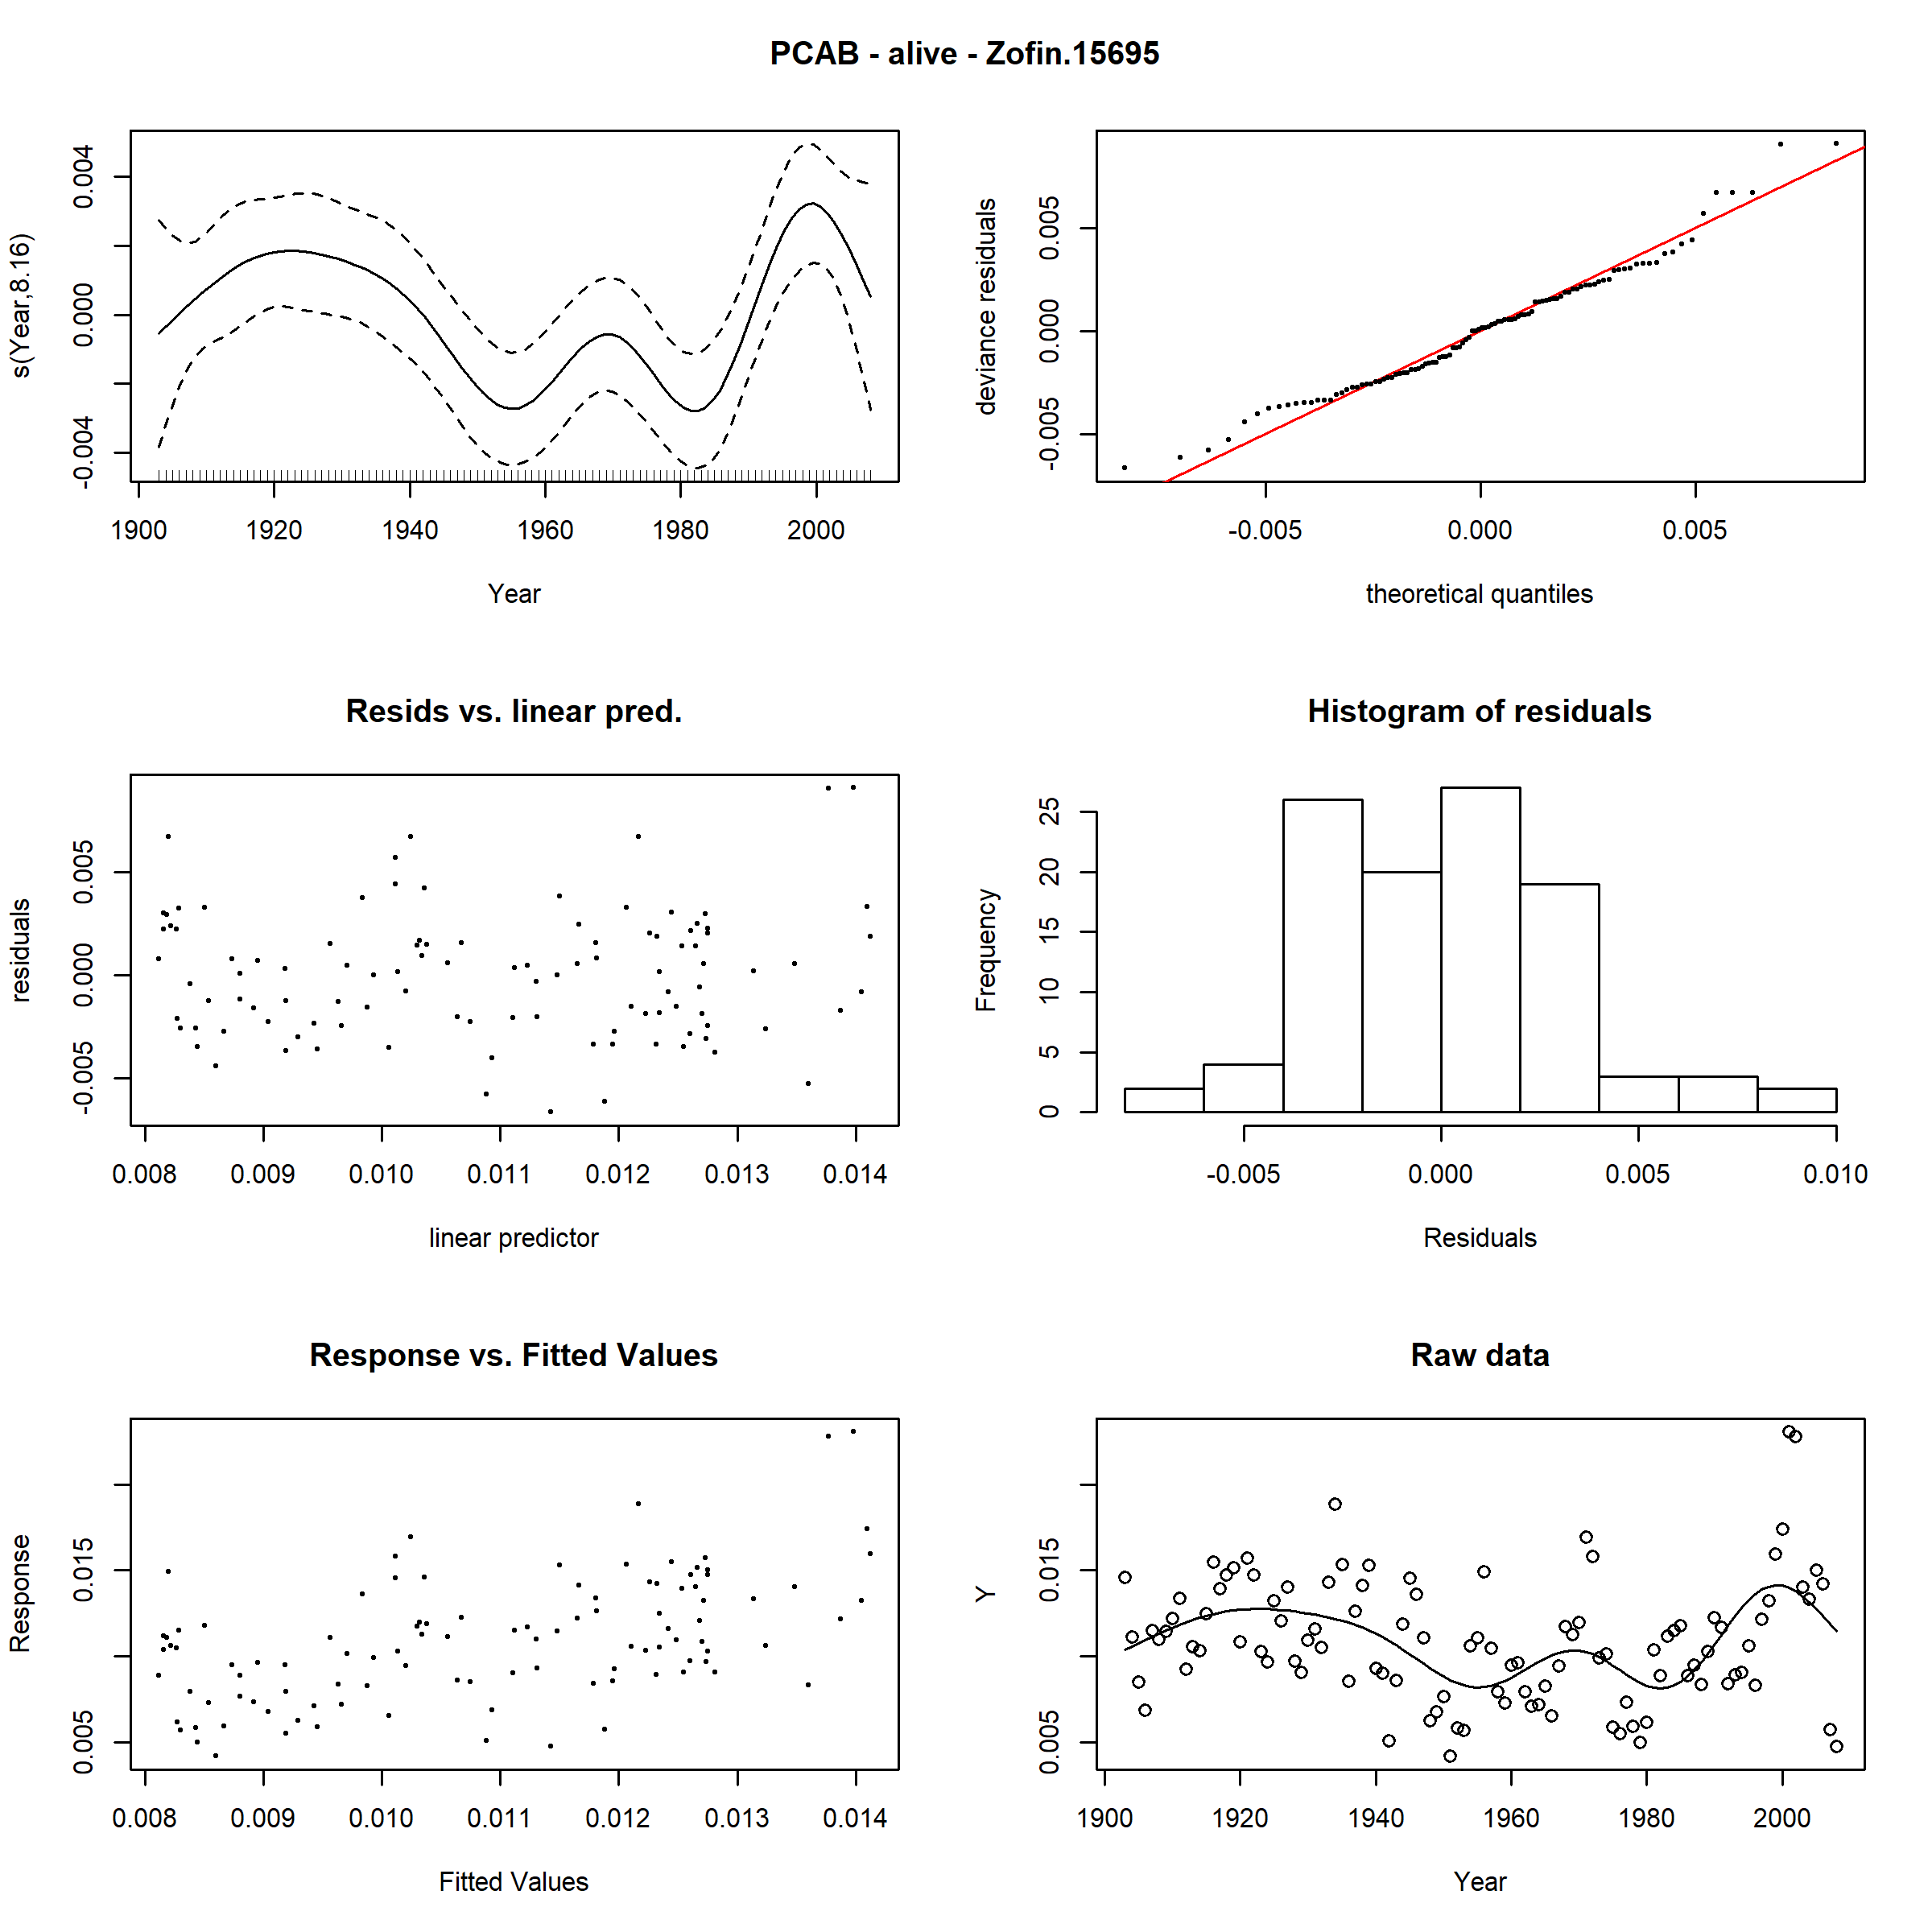 PCAB - alive - Zofin.15695
s(Year,8.16)
-0.004 0.000 0.004
1900 1920 1940 1960 1980 2000
Year
deviance residuals
-0.005 0.000 0.005
-0.005 0.000 0.005
theoretical quantiles
Resids vs. linear pred.
residuals
-0.005 0.000 0.005
0.008 0.009 0.010 0.011 0.012 0.013 0.014
linear predictor
Histogram of residuals
Frequency
0 5 10 15 20 25
-0.005 0.000 0.005 0.010
Residuals
Response vs. Fitted Values
Response
0.005 0.015
0.008 0.009 0.010 0.011 0.012 0.013 0.014
Fitted Values
Raw data
Y
0.005 0.015
1900 1920 1940 1960 1980 2000
Year